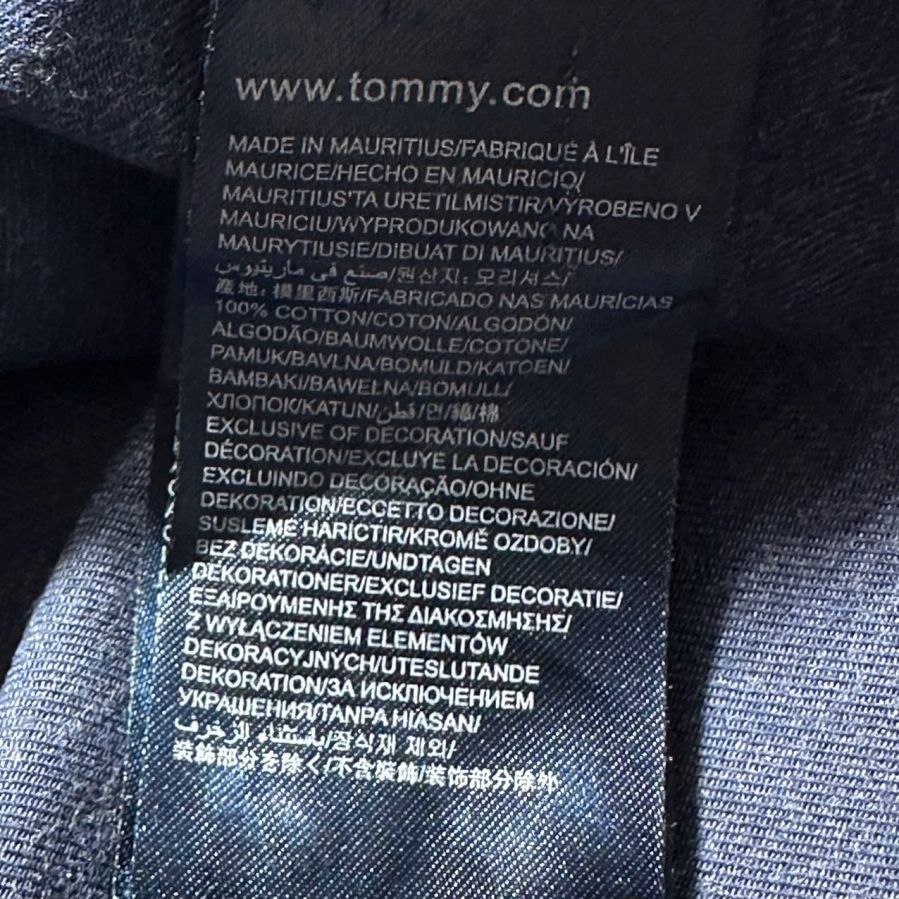 www.tommy.com
MADE IN MAURITIUS/FABRIQUÉ À L'ÎLE
MAURICE/HECHO EN MAURICIO/
MAURITIUS'TA URETILMISTIR/VYROBENO V
MAURICIU/WYPRODUKOWANO NA
MAURYTIUSIE/DIBUAT DI MAURITIUS/
صنع في ماريتيوس/원산지: 모리셔스/
產地: 模里西斯/FABRICADO NAS MAURÍCIAS
100% COTTON/COTON/ALGODÓN/
ALGODÃO/BAUMWOLLE/COTONE/
PAMUK/BAVLNA/BOMULD/KATOEN/
BAMBAKI/BAWEŁNA/BOMULL/
ХЛОПОК/KATUN/قطن/면/綿/棉
EXCLUSIVE OF DECORATION/SAUF
DÉCORATION/EXCLUYE LA DECORACIÓN/
EXCLUINDO DECORAÇÃO/OHNE
DEKORATION/ECCETTO DECORAZIONE/
SUSLEME HARICTIR/KROMĚ OZDOBY/
BEZ DEKORÁCIE/UNDTAGEN
DEKORATIONER/EXCLUSIEF DECORATIE/
ΕΞΑΙΡΟΥΜΕΝΗΣ ΤΗΣ ΔΙΑΚΟΣΜΗΣΗΣ/
Z WYŁĄCZENIEM ELEMENTÓW
DEKORACYJNYCH/UTESLUTANDE
DEKORATION/ЗА ИСКЛЮЧЕНИЕМ
УКРАШЕНИЯ/TANPA HIASAN/
باستثناء الزخرف/장식재 제외/
装飾部分を除く/不含裝飾/装饰部分除外